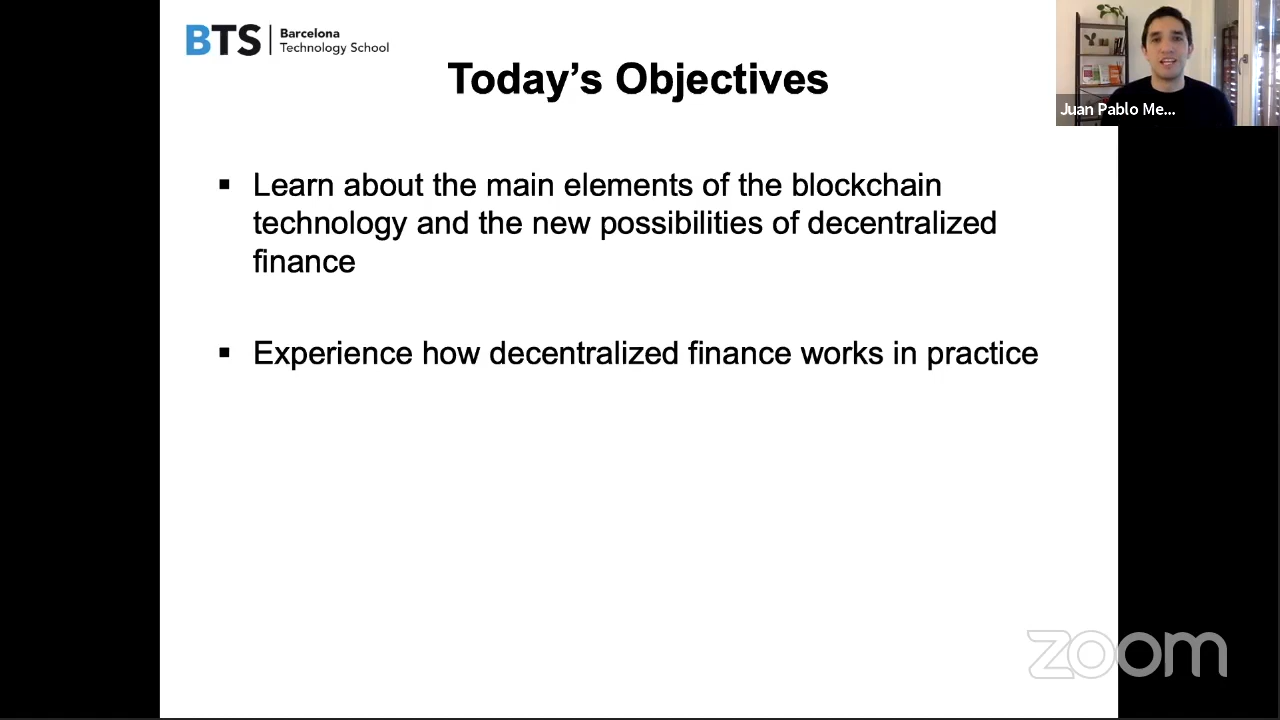 BTS
Barcelona
Technology School
Today’s Objectives
Juan Pablo Me...
▪ Learn about the main elements of the blockchain
technology and the new possibilities of decentralized
finance
▪ Experience how decentralized finance works in practice
zoom